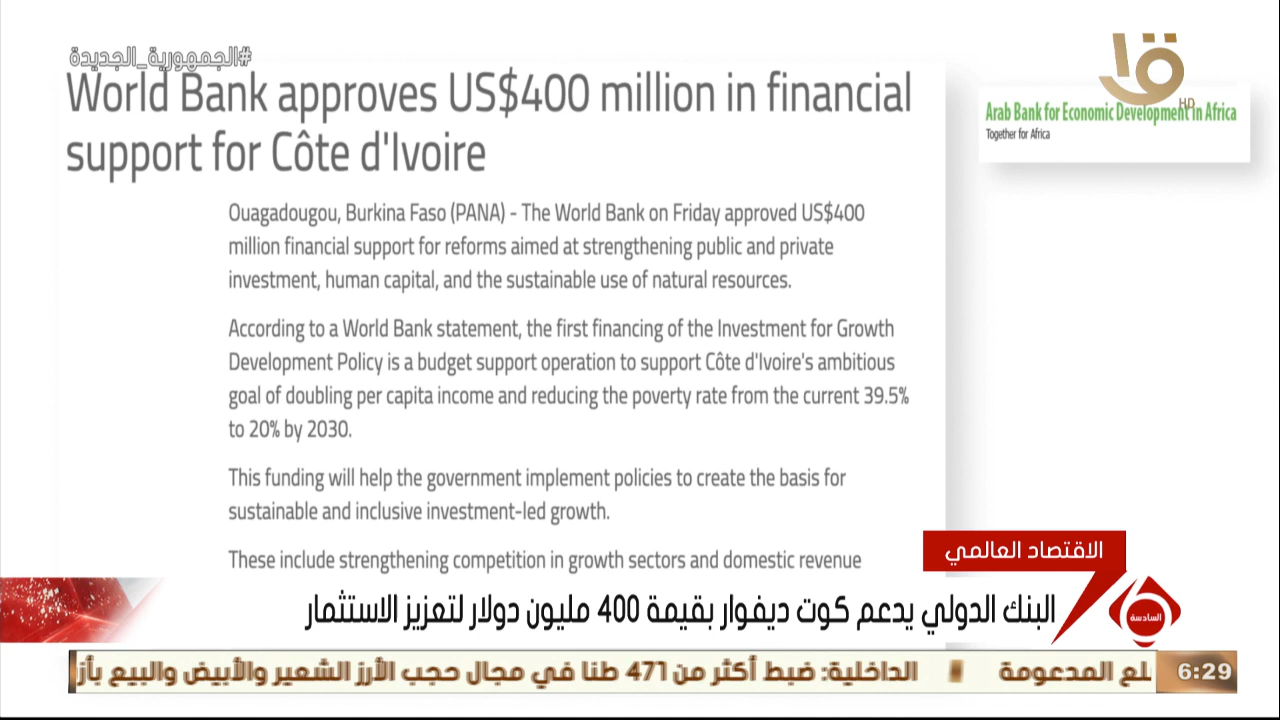 #الجمهورية_الجديدة
World Bank approves US$400 million in financial
support for Côte d'Ivoire
HD
Arab Bank for Economic Development in Africa
Together for Africa
Ouagadougou, Burkina Faso (PANA) - The World Bank on Friday approved US$400
million financial support for reforms aimed at strengthening public and private
investment, human capital, and the sustainable use of natural resources.
According to a World Bank statement, the first financing of the Investment for Growth
Development Policy is a budget support operation to support Côte d'Ivoire's ambitious
goal of doubling per capita income and reducing the poverty rate from the current 39.5%
to 20% by 2030.
This funding will help the government implement policies to create the basis for
sustainable and inclusive investment-led growth.
These include strengthening competition in growth sectors and domestic revenue
الاقتصاد العالمي
البنك الدولي يدعم كوت ديفوار بقيمة 400 مليون دولار لتعزيز الاستثمار
السادسة
لع المدعومة
الداخلية: ضبط أكثر من 471 طنا في مجال حجب الأرز الشعير والأبيض والبيع بأز
6:29